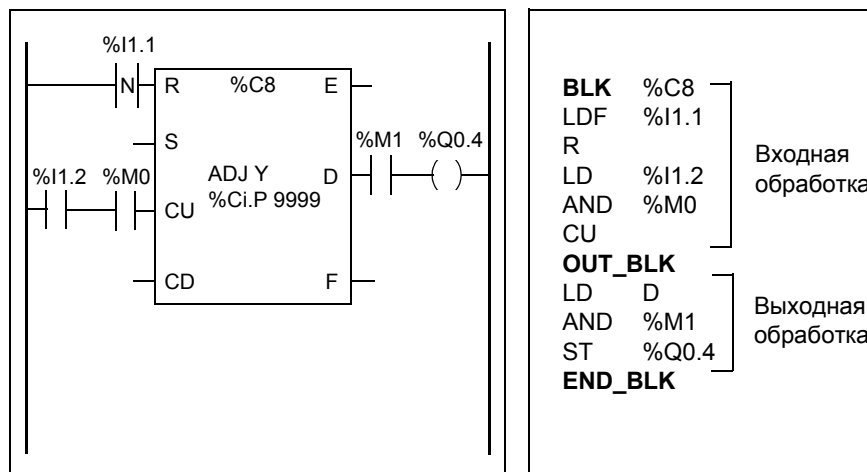 %I1.1
N R %C8 E
S
%M1 %Q0.4
%I1.2 %M0 ADJ Y D
%Ci.P 9999
CU
CD F
BLK %C8
LDF %I1.1
R
LD %I1.2
AND %M0
CU
OUT_BLK
LD D
AND %M1
ST %Q0.4
END_BLK
Входная
обработка
Выходная
обработка